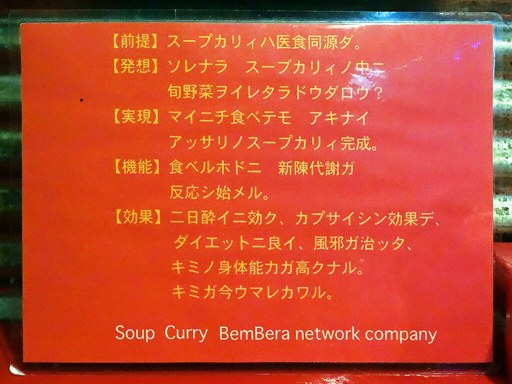 【前提】スープカリィハ医食同源ダ。
【発想】ソレナラ　スープカリィノ中ニ
旬野菜ヲイレタラドウダロウ？
【実現】マイニチ食ベテモ　アキナイ
アッサリノスープカリィ完成。
【機能】食ベルホドニ　新陳代謝ガ
反応シ始メル。
【効果】二日酔イニ効ク、カプサイシン効果デ、
ダイエットニ良イ、風邪ガ治ッタ、
キミノ身体能力ガ高クナル。
キミガ今ウマレカワル。
Soup Curry BemBera network company